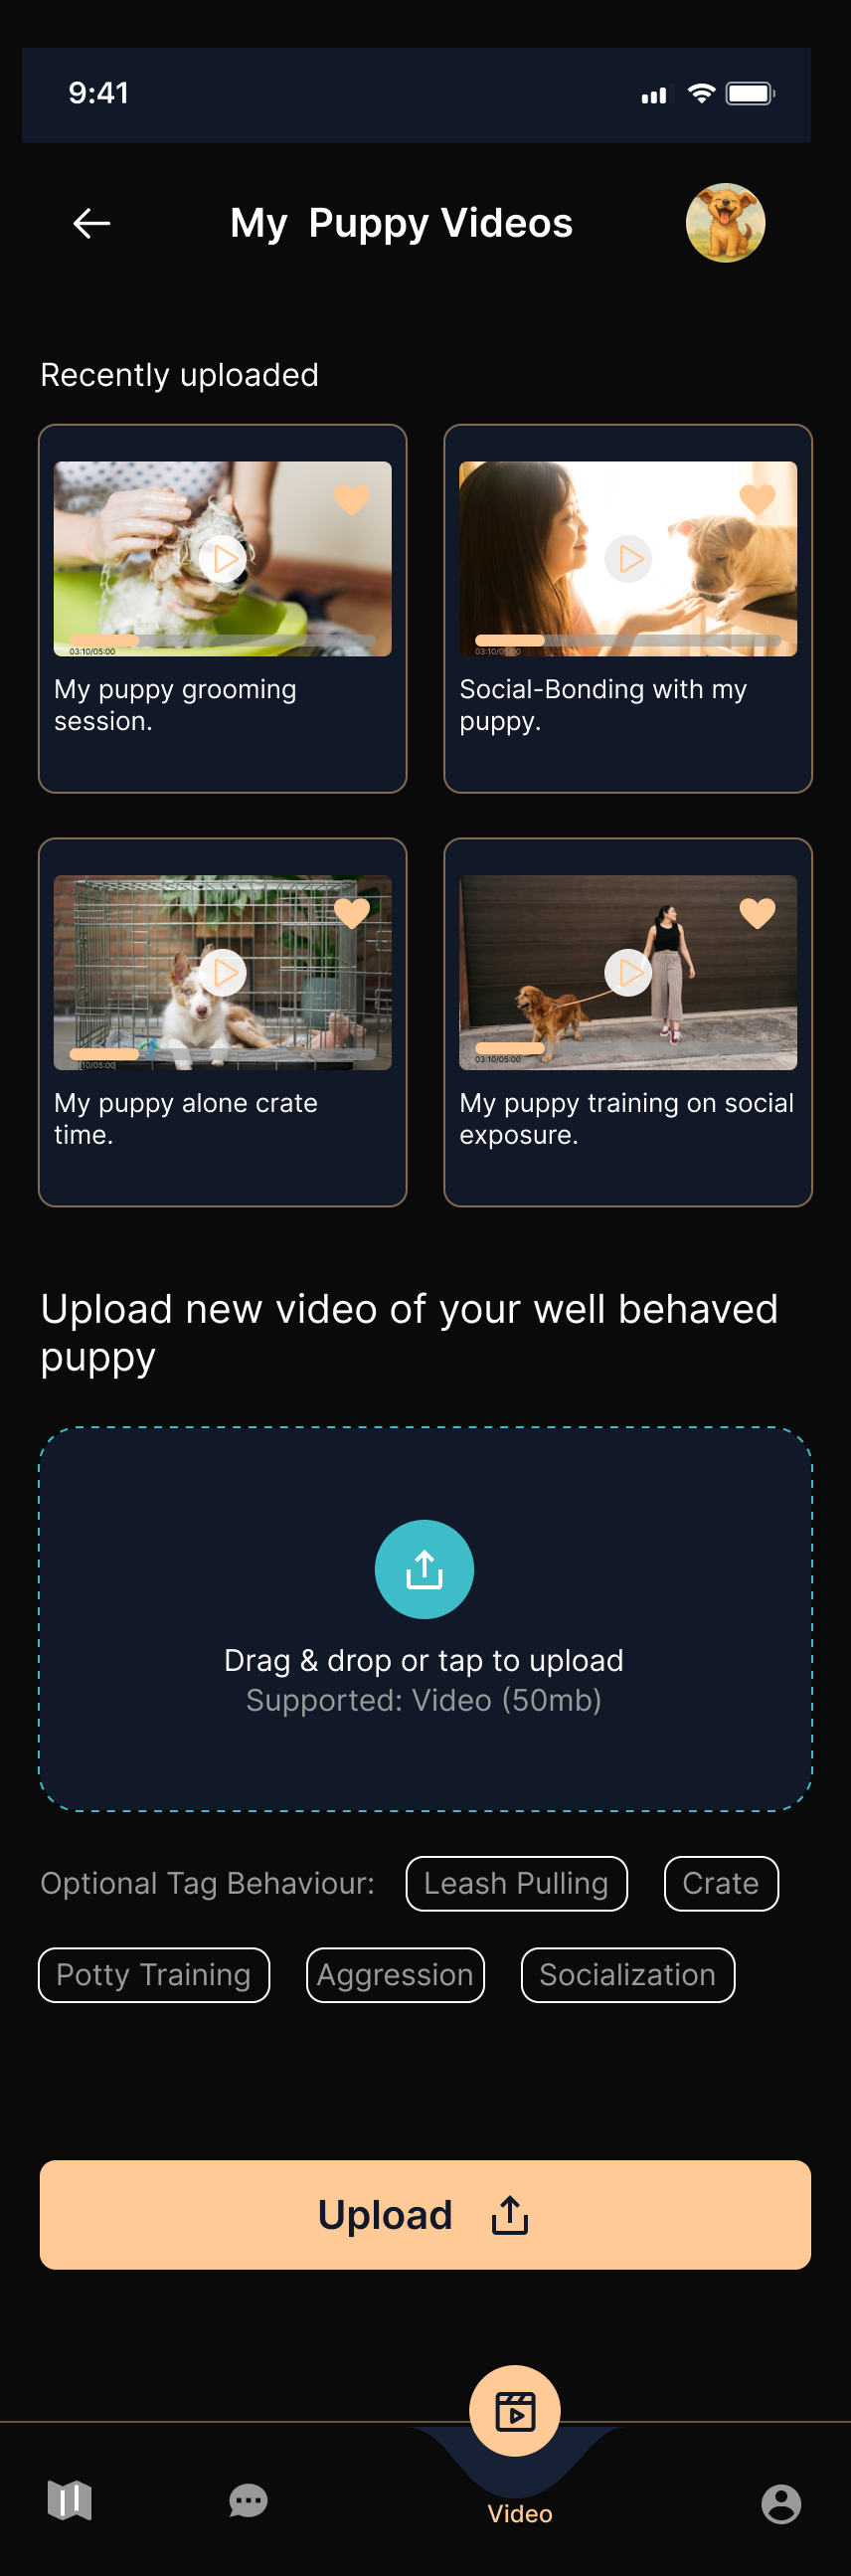 9:41
My Puppy Videos
Recently uploaded
03:10/05:00
03:10/05:00
My puppy grooming
session.
Social-Bonding with my
puppy.
10/05:00
03:10/05:00
My puppy alone crate
time.
My puppy training on social
exposure.
Upload new video of your well behaved
puppy
Drag & drop or tap to upload
Supported: Video (50mb)
Optional Tag Behaviour: Leash Pulling Crate
Potty Training Aggression Socialization
Upload
Video